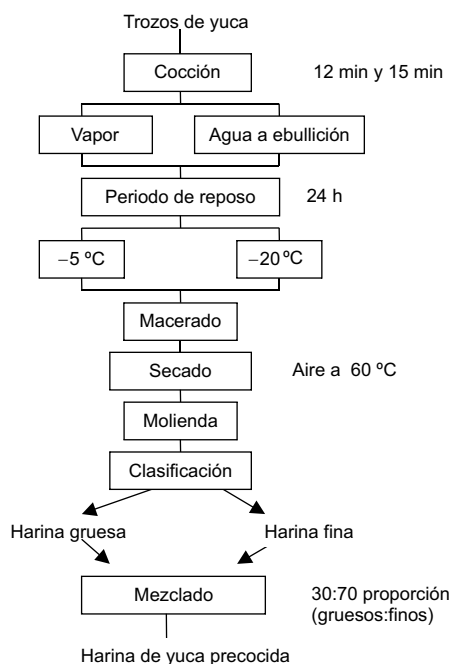 Trozos de yuca
Cocción
12 min y 15 min
Vapor
Agua a ebullición
Periodo de reposo
24 h
−5 ºC
−20 ºC
Macerado
Secado
Aire a 60 ºC
Molienda
Clasificación
Harina gruesa
Harina fina
Mezclado
30:70 proporción
(gruesos:finos)
Harina de yuca precocida